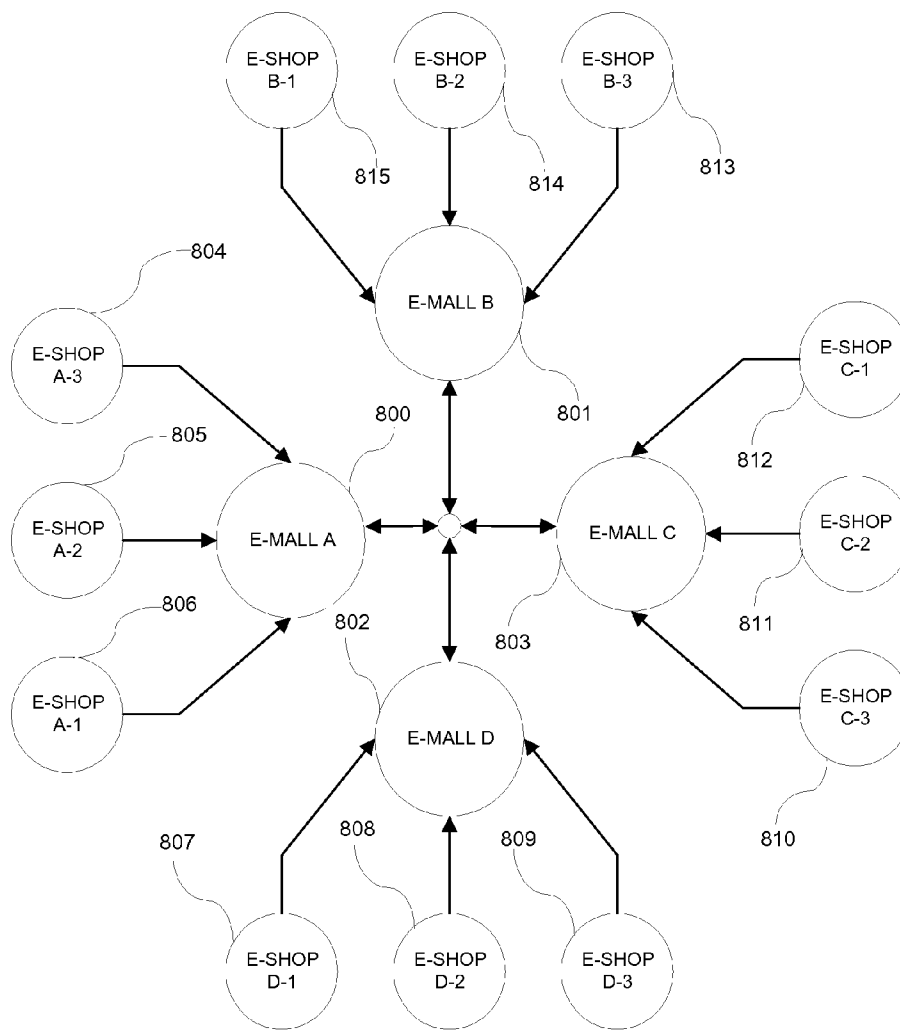 E-SHOP
B-1
E-SHOP
B-2
E-SHOP
B-3
815
814
813
804
E-MALL B
E-SHOP
A-3
E-SHOP
C-1
800
801
805
812
E-SHOP
A-2
E-MALL A
E-MALL C
E-SHOP
C-2
806
802
803
811
E-SHOP
A-1
E-MALL D
E-SHOP
C-3
807
808
809
810
E-SHOP
D-1
E-SHOP
D-2
E-SHOP
D-3